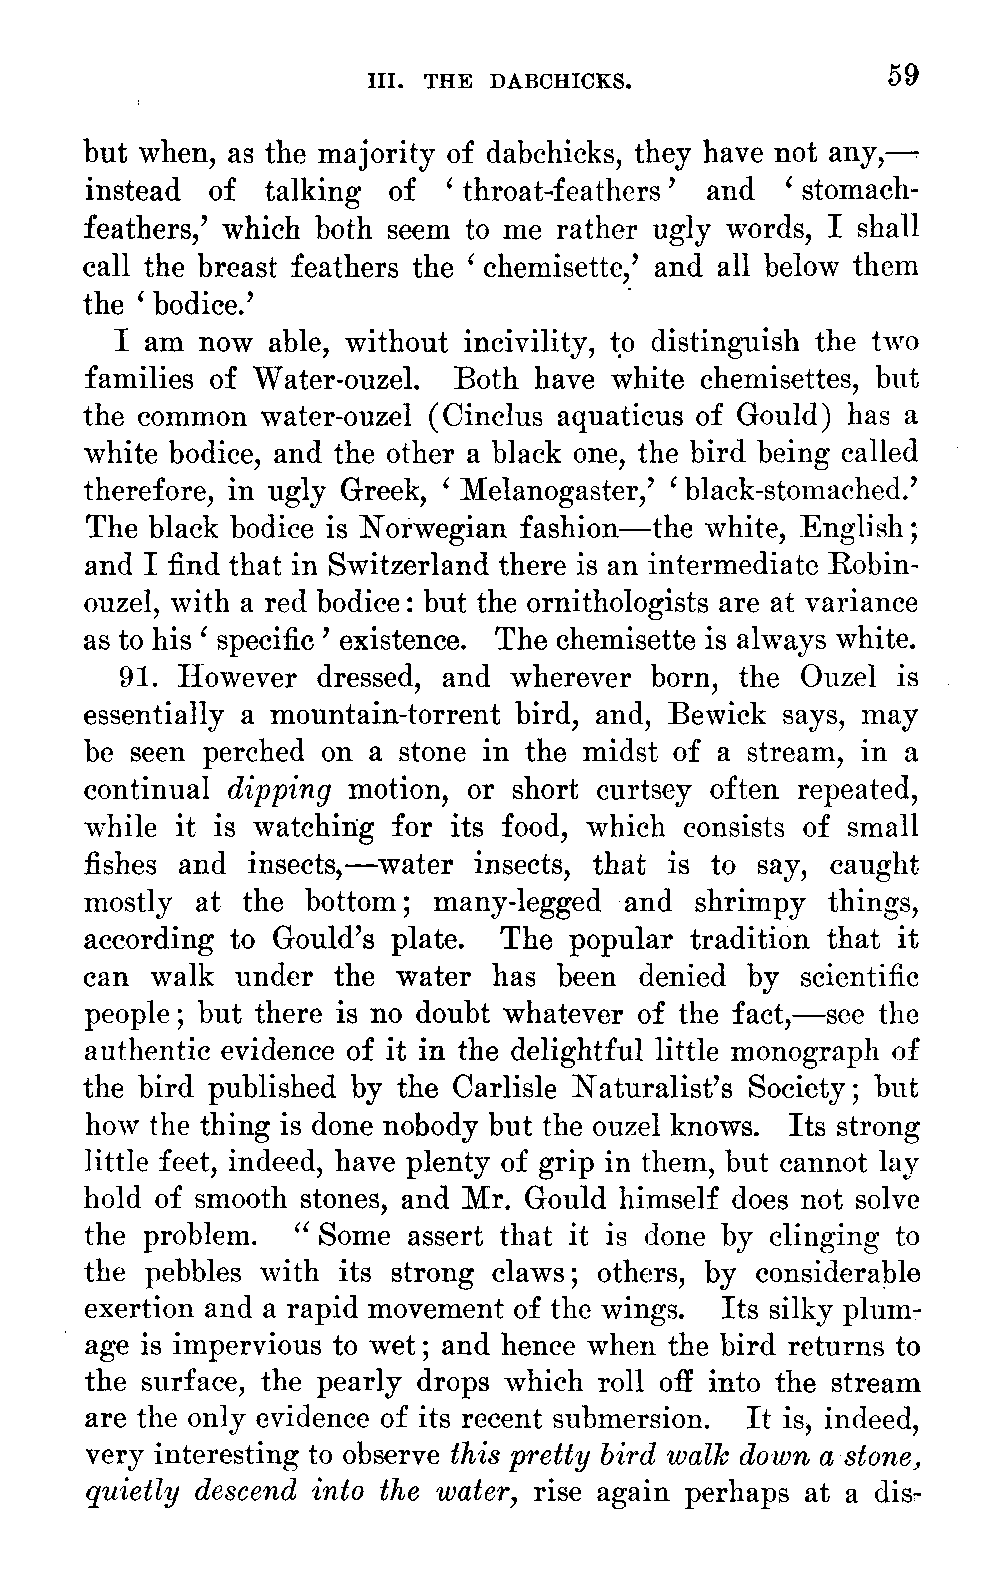 III. THE DABCHICKS. 59
but when, as the majority of dabchicks, they have not any,—
instead of talking of ‘ throat-feathers ’ and ‘ stomach-
feathers,’ which both seem to me rather ugly words, I shall
call the breast feathers the ‘ chemisette,’ and all below them
the ‘ bodice.’
I am now able, without incivility, to distinguish the two
families of Water-ouzel. Both have white chemisettes, but
the common water-ouzel (Cinclus aquaticus of Gould) has a
white bodice, and the other a black one, the bird being called
therefore, in ugly Greek, ‘ Melanogaster,’ ‘ black-stomached.’
The black bodice is Norwegian fashion—the white, English;
and I find that in Switzerland there is an intermediate Robin-
ouzel, with a red bodice: but the ornithologists are at variance
as to his ‘ specific ’ existence. The chemisette is always white.
91. However dressed, and wherever born, the Ouzel is
essentially a mountain-torrent bird, and, Bewick says, may
be seen perched on a stone in the midst of a stream, in a
continual dipping motion, or short curtsey often repeated,
while it is watching for its food, which consists of small
fishes and insects,—water insects, that is to say, caught
mostly at the bottom; many-legged and shrimpy things,
according to Gould’s plate. The popular tradition that it
can walk under the water has been denied by scientific
people; but there is no doubt whatever of the fact,—see the
authentic evidence of it in the delightful little monograph of
the bird published by the Carlisle Naturalist’s Society; but
how the thing is done nobody but the ouzel knows. Its strong
little feet, indeed, have plenty of grip in them, but cannot lay
hold of smooth stones, and Mr. Gould himself does not solve
the problem. “ Some assert that it is done by clinging to
the pebbles with its strong claws; others, by considerable
exertion and a rapid movement of the wings. Its silky plum-
age is impervious to wet; and hence when the bird returns to
the surface, the pearly drops which roll off into the stream
are the only evidence of its recent submersion. It is, indeed,
very interesting to observe this pretty bird walk down a stone,
quietly descend into the water, rise again perhaps at a dis-